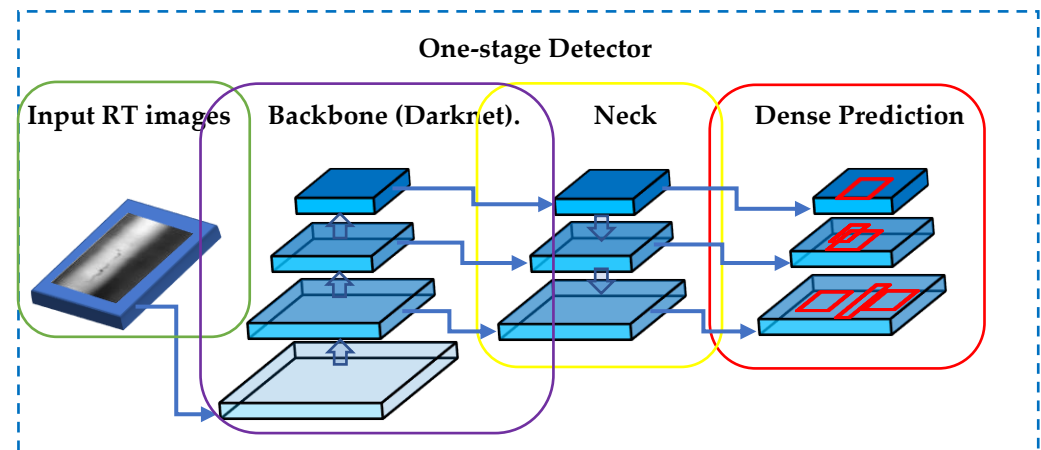 One-stage Detector
Input RT images
Backbone (Darknet).
Neck
Dense Prediction